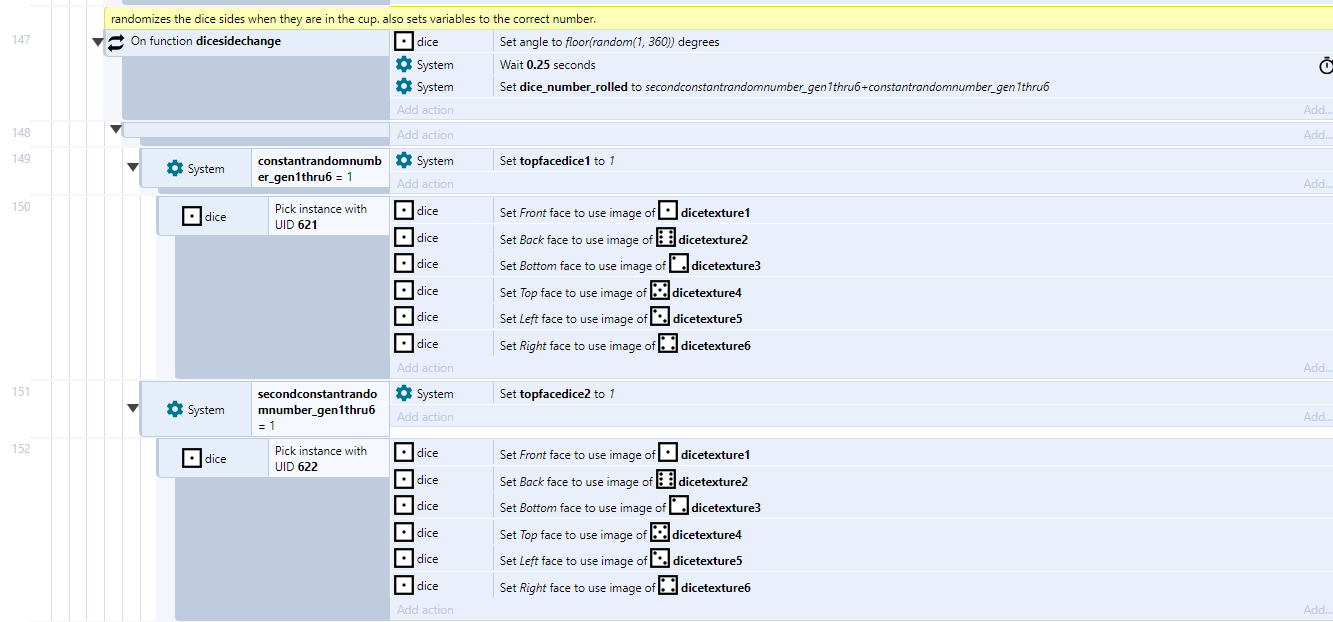 randomizes the dice sides when they are in the cup. also sets variables to the correct number.
147
On function dicesidechange
dice Set angle to floor(random(1, 360)) degrees
System Wait 0.25 seconds
System Set dice_number_rolled to secondconstantrandomnumber_gen1thru6+constantrandomnumber_gen1thru6
Add action Add...
148
Add action Add...
149
System
constantrandomnumb
er_gen1thru6 = 1
System Set topfacedice1 to 1
Add action Add...
150
dice
Pick instance with
UID 621
dice Set Front face to use image of dicetexture1
dice Set Back face to use image of dicetexture2
dice Set Bottom face to use image of dicetexture3
dice Set Top face to use image of dicetexture4
dice Set Left face to use image of dicetexture5
dice Set Right face to use image of dicetexture6
Add action Add...
151
System
secondconstantrando
mnumber_gen1thru6
= 1
System Set topfacedice2 to 1
Add action Add...
152
dice
Pick instance with
UID 622
dice Set Front face to use image of dicetexture1
dice Set Back face to use image of dicetexture2
dice Set Bottom face to use image of dicetexture3
dice Set Top face to use image of dicetexture4
dice Set Left face to use image of dicetexture5
dice Set Right face to use image of dicetexture6
Add action Add...